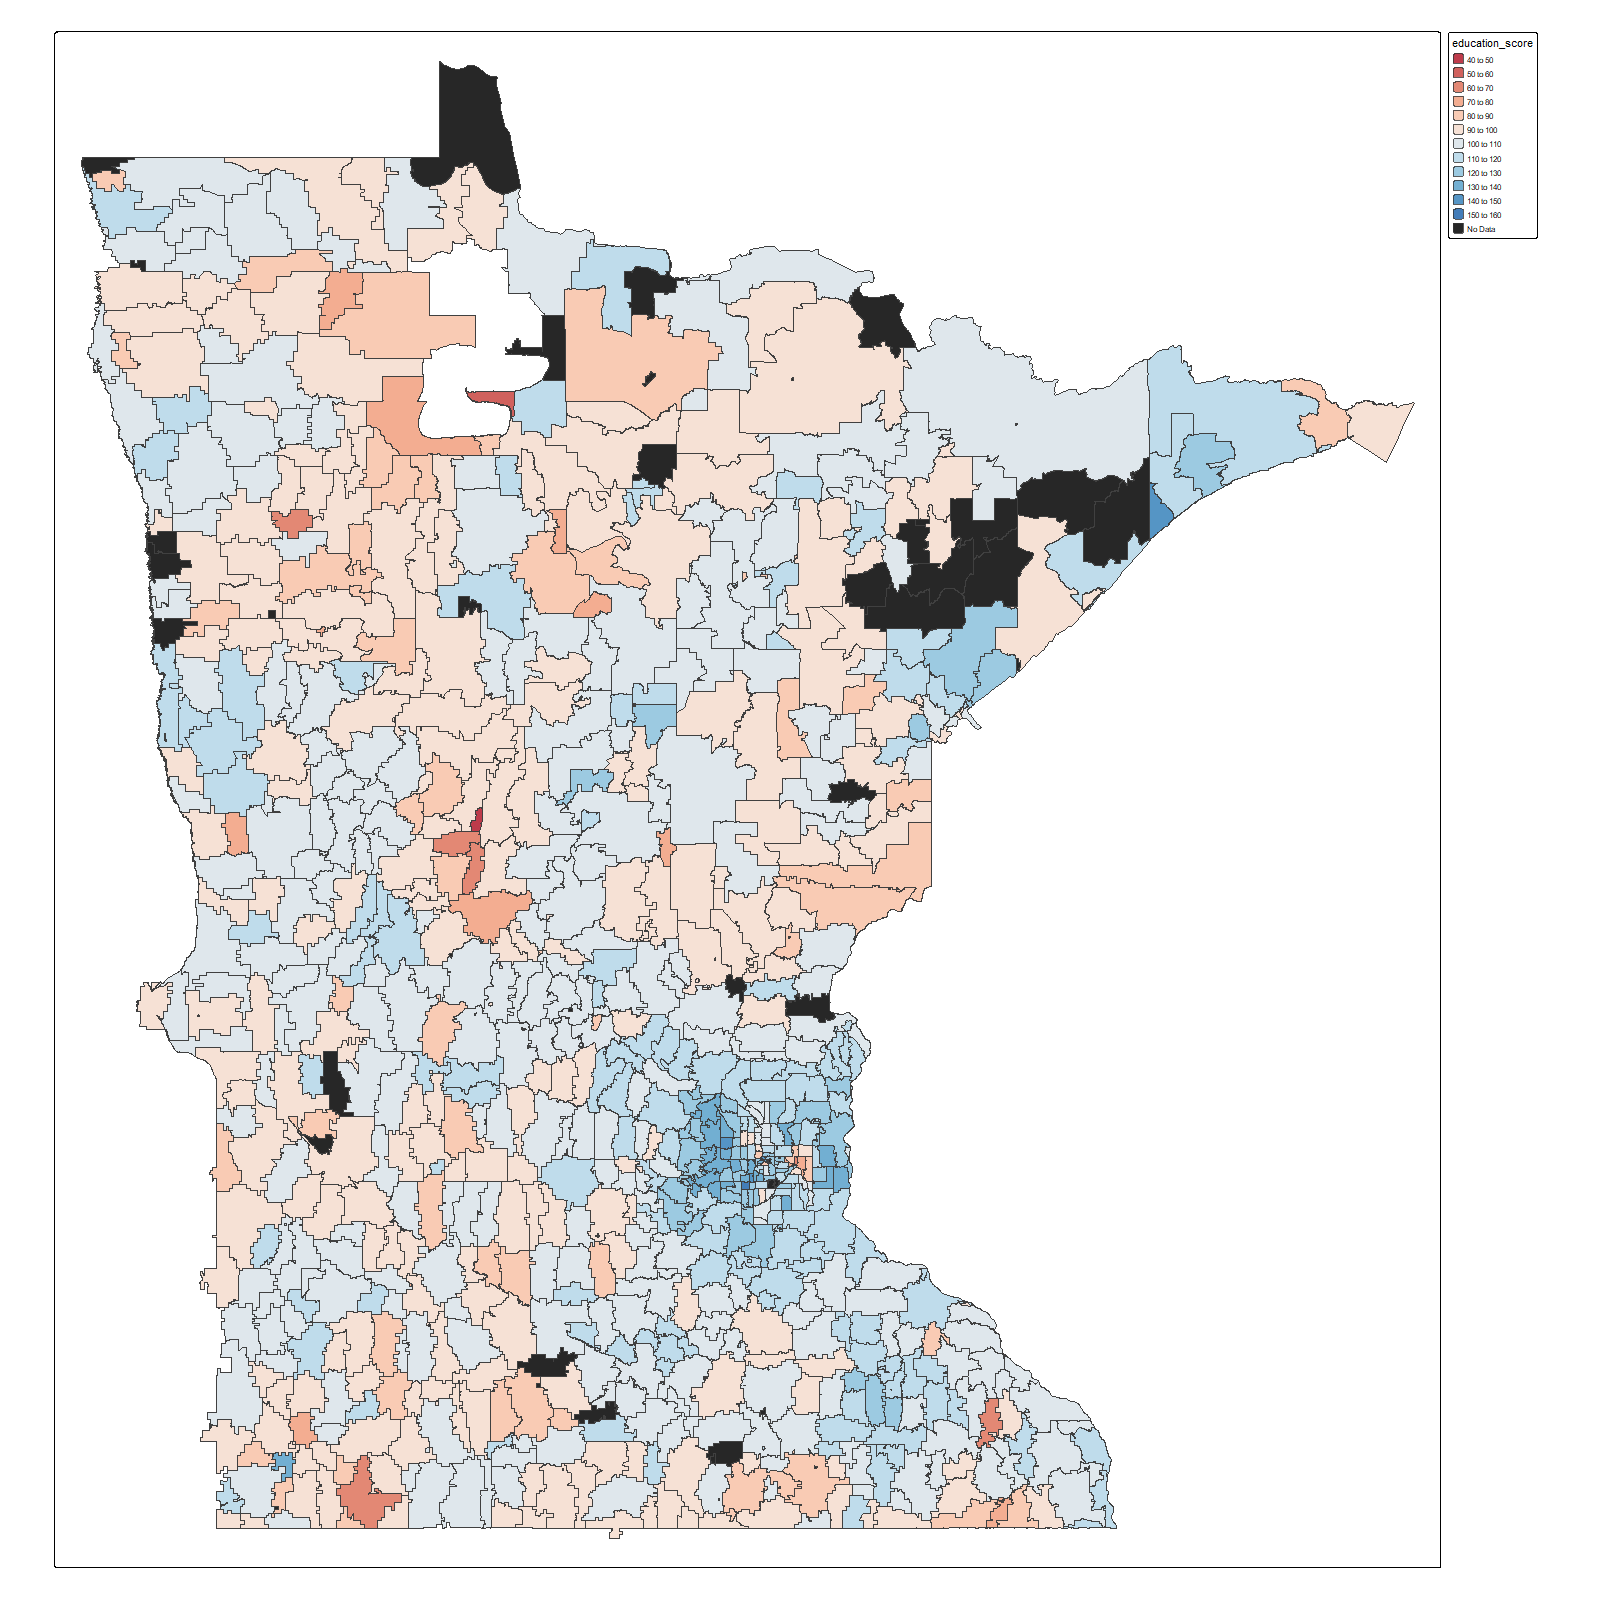 education_score
40 to 50
50 to 60
60 to 70
70 to 80
80 to 90
90 to 100
100 to 110
110 to 120
120 to 130
130 to 140
140 to 150
150 to 160
No Data